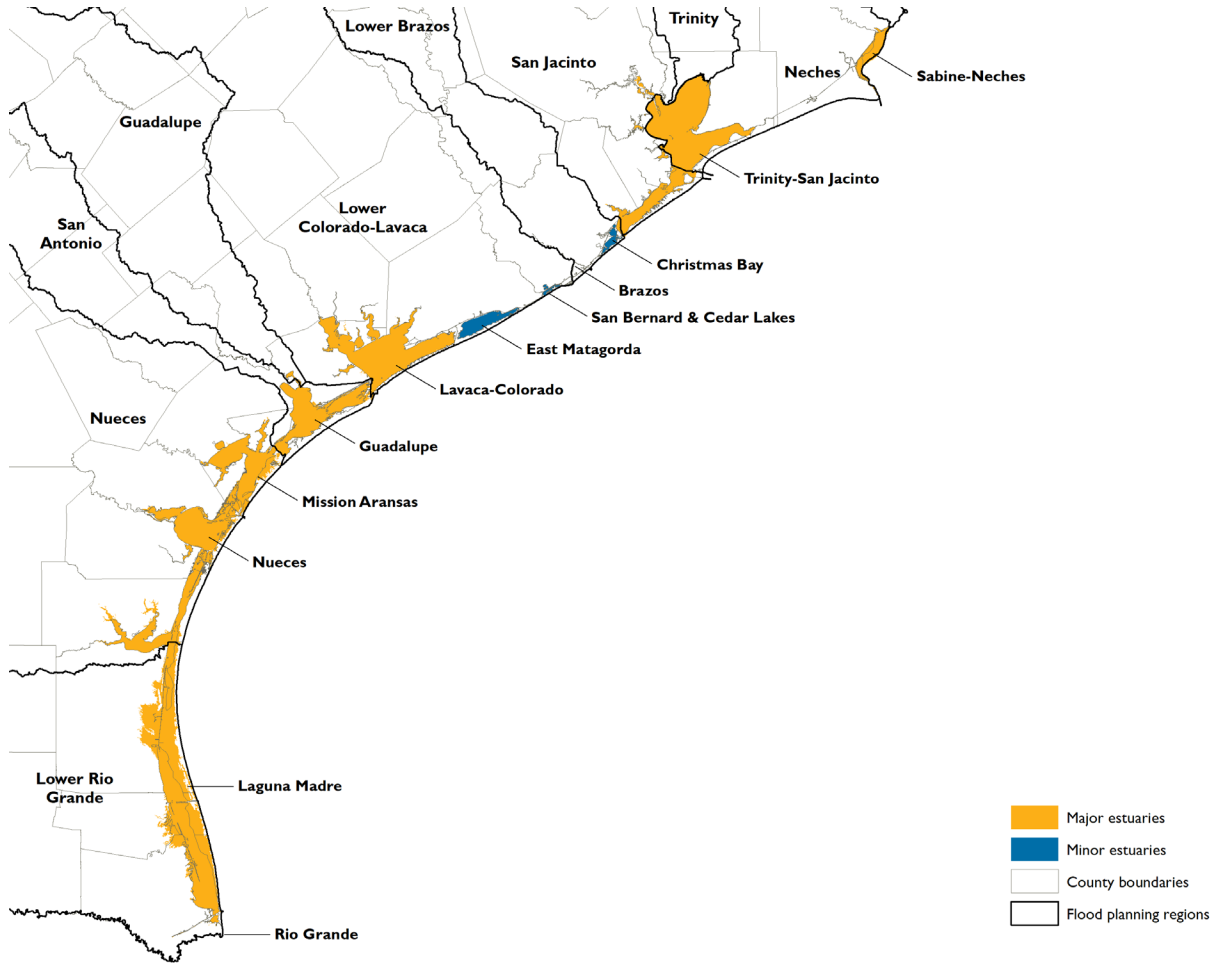 Trinity
Lower Brazos
San Jacinto
Neches
Sabine-Neches
Guadalupe
Trinity-San Jacinto
Lower
Colorado-Lavaca
San
Antonio
Christmas Bay
Brazos
San Bernard & Cedar Lakes
East Matagorda
Lavaca-Colorado
Nueces
Guadalupe
Mission Aransas
Nueces
Lower Rio
Grande
Laguna Madre
Rio Grande
Major estuaries
Minor estuaries
County boundaries
Flood planning regions